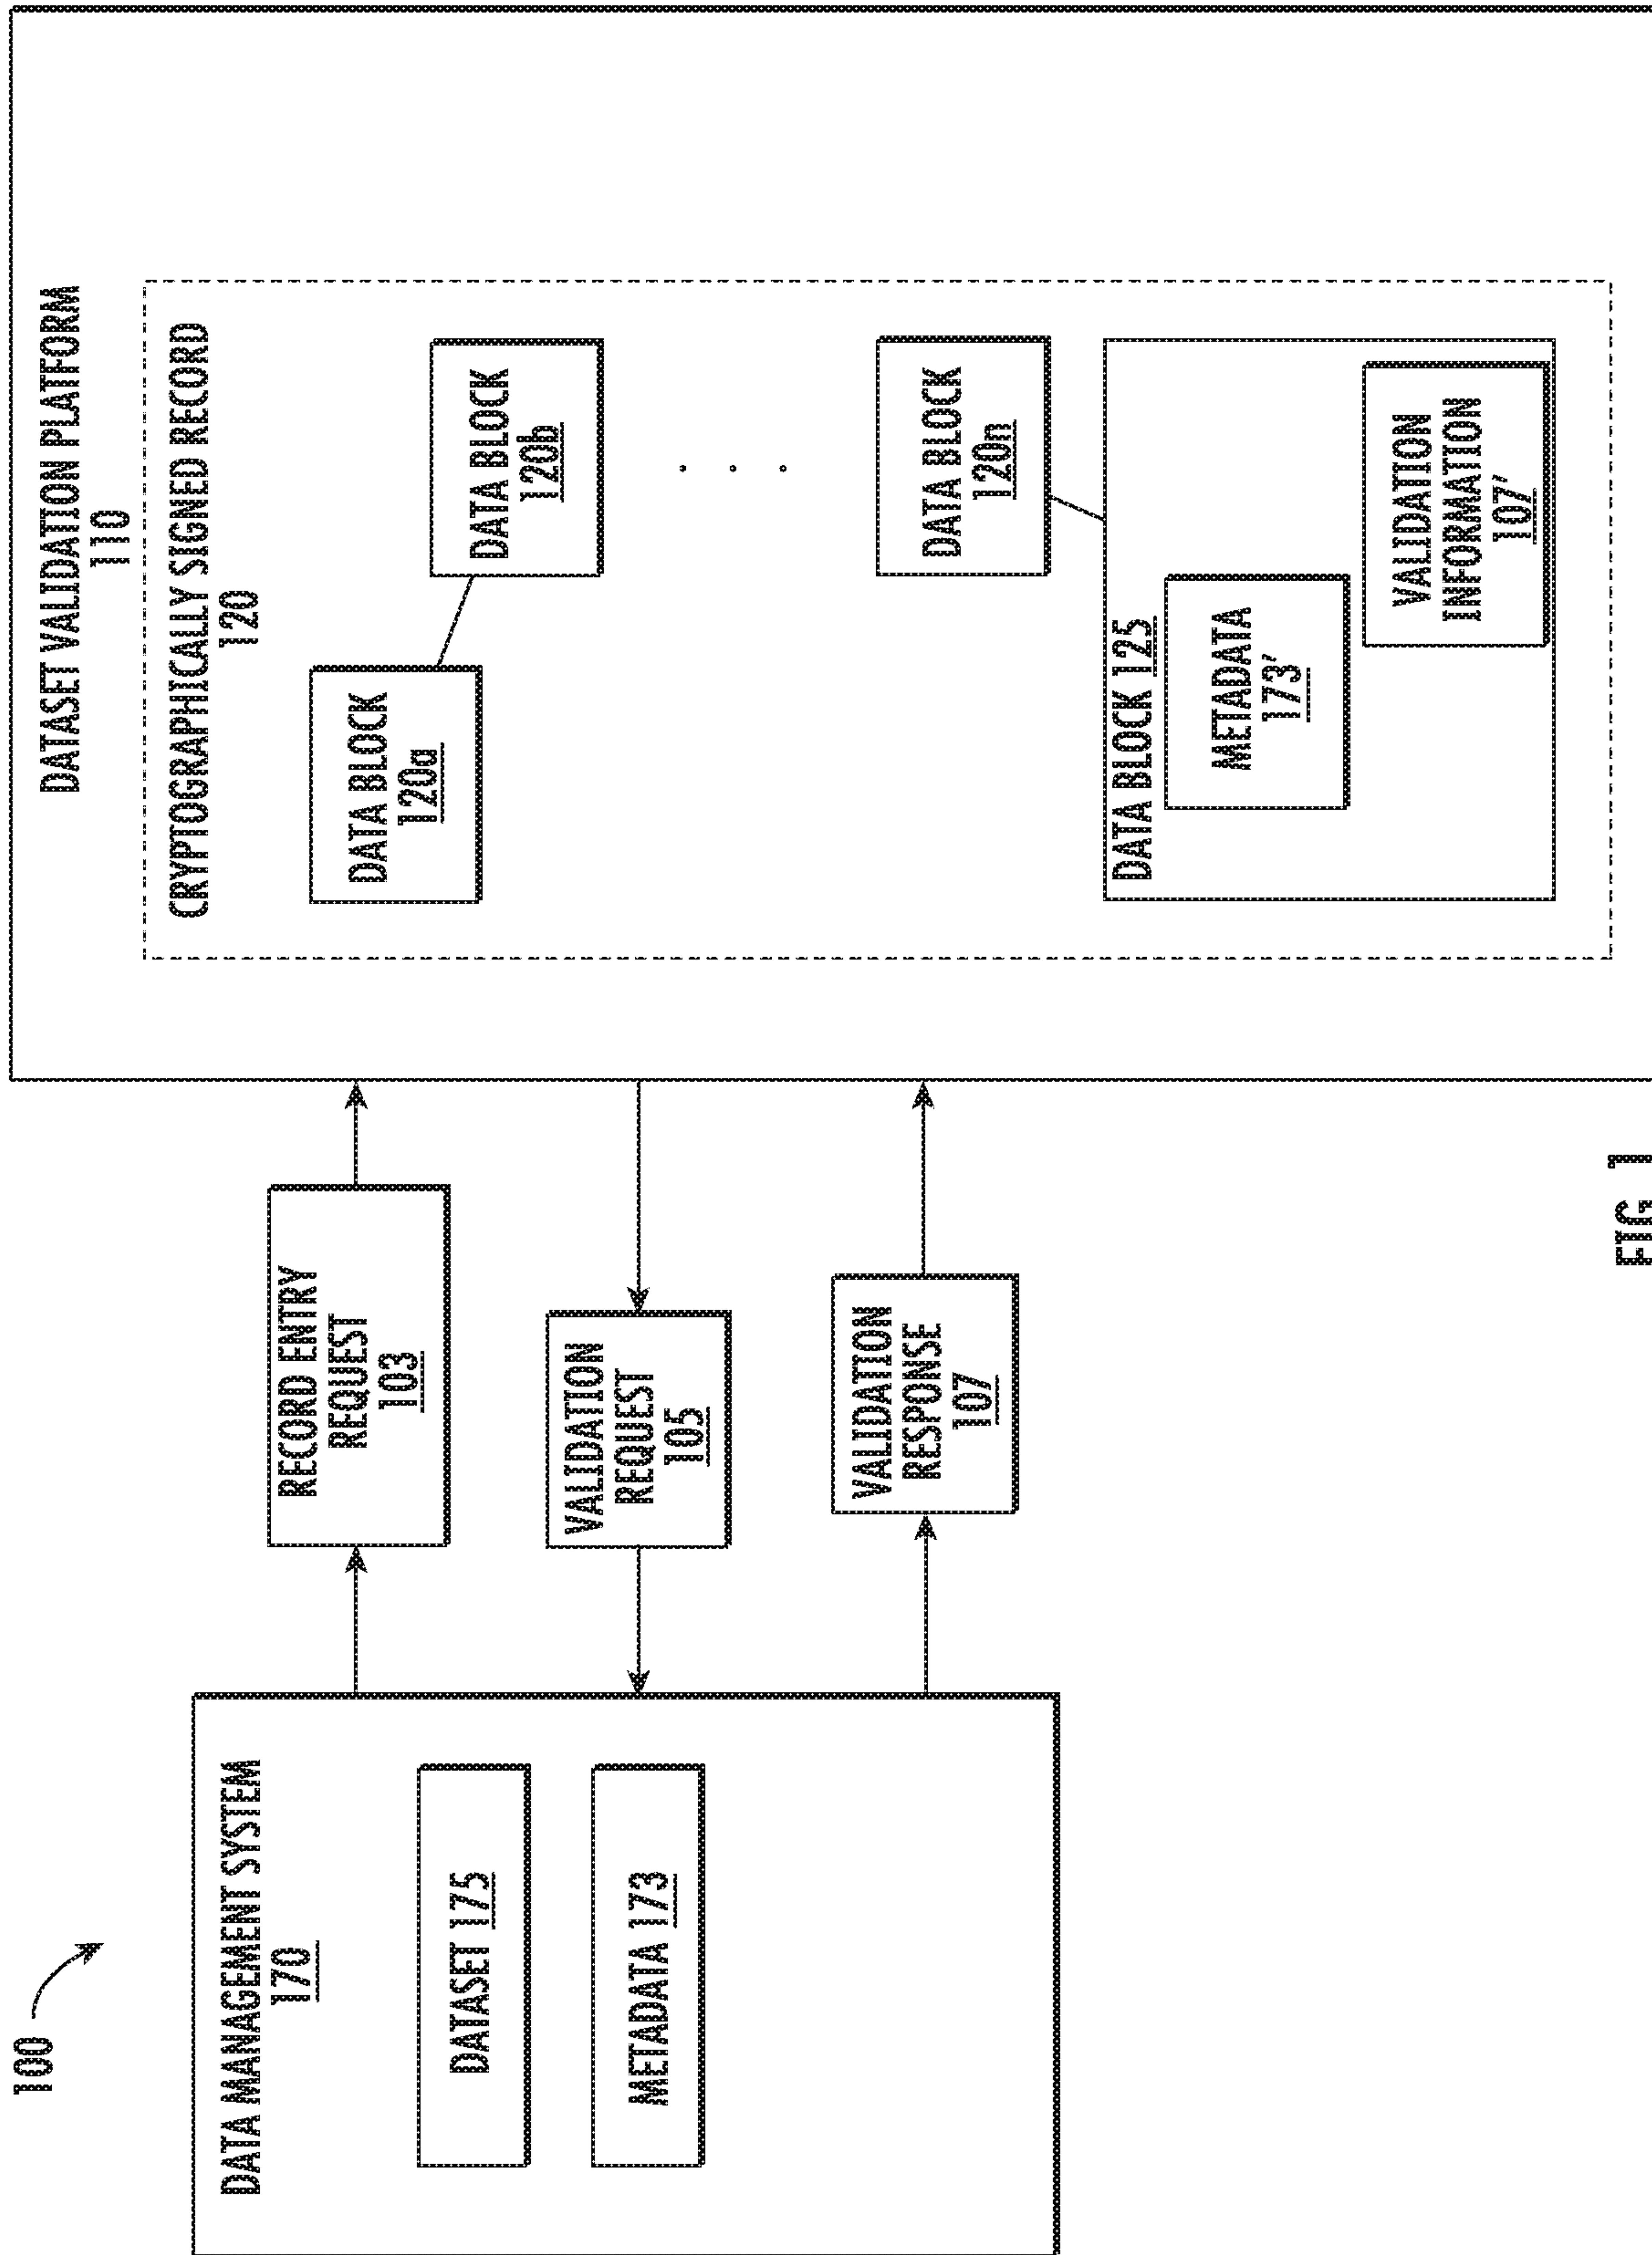 100
DATA MANAGEMENT SYSTEM
170
DATASET 175
METADATA 173
RECORD ENTRY
REQUEST
103
VALIDATION
REQUEST
105
VALIDATION
RESPONSE
107
DATASET VALIDATION PLATFORM
110
CRYPTOGRAPHICALLY SIGNED RECORD
120
DATA BLOCK
120a
DATA BLOCK
120b
. . .
DATA BLOCK
120n
DATA BLOCK 125
METADATA
173'
VALIDATION
INFORMATION
107'
FIG 1